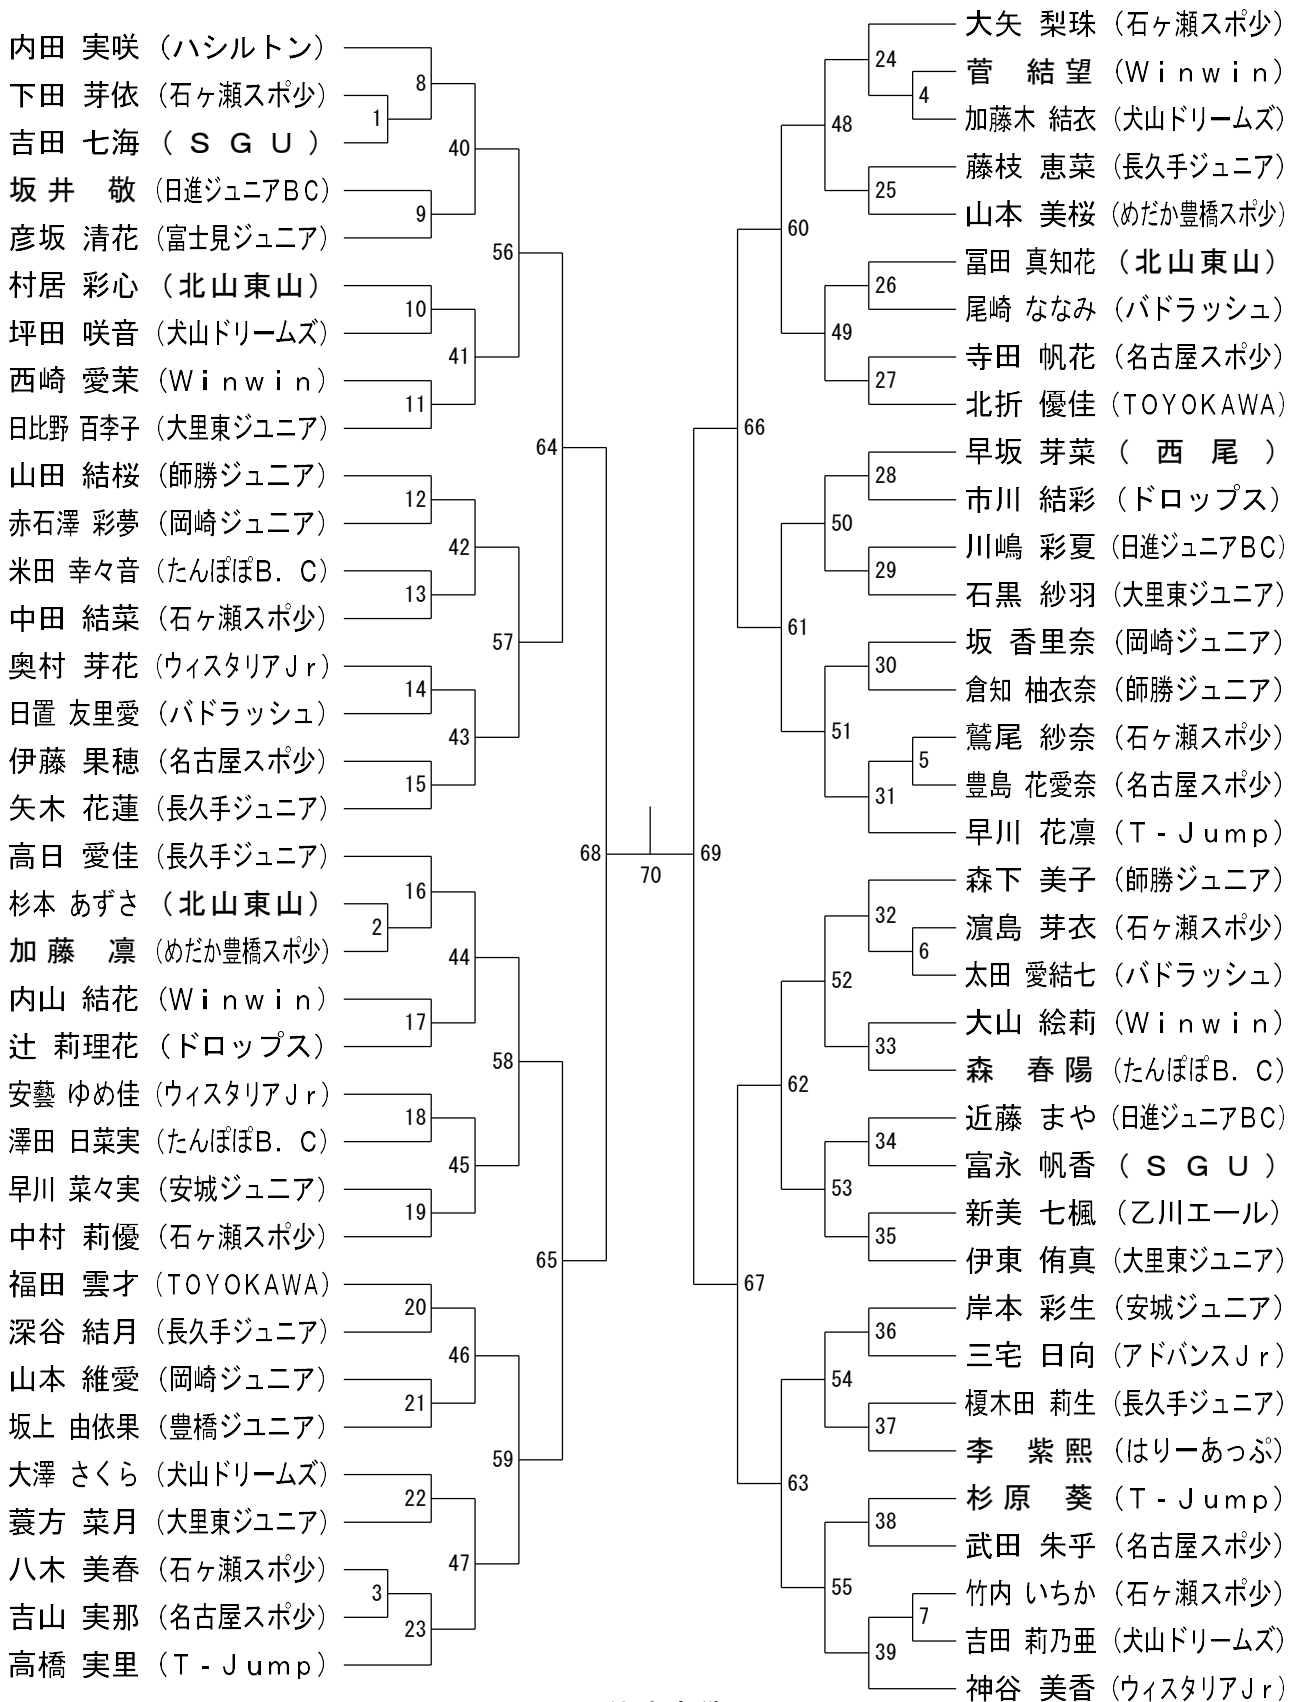 内田 実咲 (ハシルトン)
下田 芽依 (石ヶ瀬スポ少)
吉田 七海 (ＳＧＵ)
坂井 敬 (日進ジュニアＢＣ)
彦坂 清花 (富士見ジュニア)
村居 彩心 (北山東山)
坪田 咲音 (犬山ドリームズ)
西崎 愛茉 (Ｗｉｎｗｉｎ)
日比野 百李子 (大里東ジュニア)
山田 結桜 (師勝ジュニア)
赤石澤 彩夢 (岡崎ジュニア)
米田 幸々音 (たんぽぽＢ．Ｃ)
中田 結菜 (石ヶ瀬スポ少)
奥村 芽花 (ウィスタリアＪｒ)
日置 友里愛 (バドラッシュ)
伊藤 果穂 (名古屋スポ少)
矢木 花蓮 (長久手ジュニア)
高日 愛佳 (長久手ジュニア)
杉本 あずさ (北山東山)
加藤 凛 (めだか豊橋スポ少)
内山 結花 (Ｗｉｎｗｉｎ)
辻 莉理花 (ドロップス)
安藝 ゆめ佳 (ウィスタリアＪｒ)
澤田 日菜実 (たんぽぽＢ．Ｃ)
早川 菜々実 (安城ジュニア)
中村 莉優 (石ヶ瀬スポ少)
福田 雲才 (TOYOKAWA)
深谷 結月 (長久手ジュニア)
山本 維愛 (岡崎ジュニア)
坂上 由依果 (豊橋ジュニア)
大澤 さくら (犬山ドリームズ)
蓑方 菜月 (大里東ジュニア)
八木 美春 (石ヶ瀬スポ少)
吉山 実那 (名古屋スポ少)
高橋 実里 (Ｔ-Ｊｕｍｐ)
1
2
3
8
9
10
11
12
13
14
15
16
17
18
19
20
21
22
23
40
41
42
43
44
45
46
47
56
57
58
59
64
65
68
70
69
66
67
60
61
62
63
48
49
50
51
52
53
54
55
24
25
26
27
28
29
30
31
32
33
34
35
36
37
38
39
4
5
6
7
大矢 梨珠 (石ヶ瀬スポ少)
菅 結望 (Ｗｉｎｗｉｎ)
加藤木 結衣 (犬山ドリームズ)
藤枝 恵菜 (長久手ジュニア)
山本 美桜 (めだか豊橋スポ少)
冨田 真知花 (北山東山)
尾崎 ななみ (バドラッシュ)
寺田 帆花 (名古屋スポ少)
北折 優佳 (TOYOKAWA)
早坂 芽菜 (西尾)
市川 結彩 (ドロップス)
川嶋 彩夏 (日進ジュニアＢＣ)
石黒 紗羽 (大里東ジュニア)
坂 香里奈 (岡崎ジュニア)
倉知 柚衣奈 (師勝ジュニア)
鷲尾 紗奈 (石ヶ瀬スポ少)
豊島 花愛奈 (名古屋スポ少)
早川 花凛 (Ｔ-Ｊｕｍｐ)
森下 美子 (師勝ジュニア)
濵島 芽衣 (石ヶ瀬スポ少)
太田 愛結七 (バドラッシュ)
大山 絵莉 (Ｗｉｎｗｉｎ)
森 春陽 (たんぽぽＢ．Ｃ)
近藤 まや (日進ジュニアＢＣ)
富永 帆香 (ＳＧＵ)
新美 七楓 (乙川エール)
伊東 侑真 (大里東ジュニア)
岸本 彩生 (安城ジュニア)
三宅 日向 (アドバンスＪｒ)
榎木田 莉生 (長久手ジュニア)
李 紫熙 (はりーあっぷ)
杉原 葵 (Ｔ-Ｊｕｍｐ)
武田 朱乎 (名古屋スポ少)
竹内 いちか (石ヶ瀬スポ少)
吉田 莉乃亜 (犬山ドリームズ)
神谷 美香 (ウィスタリアＪｒ)